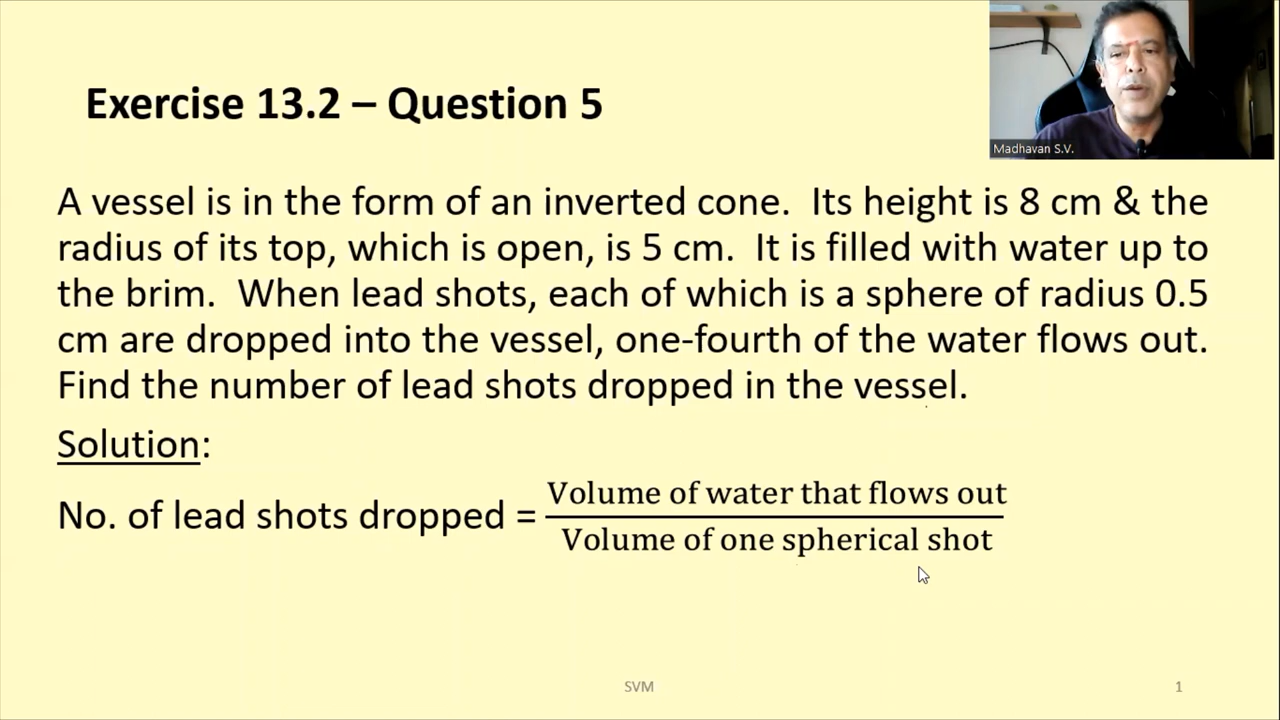 Exercise 13.2 – Question 5
Madhavan S.V.
A vessel is in the form of an inverted cone. Its height is 8 cm & the
radius of its top, which is open, is 5 cm. It is filled with water up to
the brim. When lead shots, each of which is a sphere of radius 0.5
cm are dropped into the vessel, one-fourth of the water flows out.
Find the number of lead shots dropped in the vessel.
Solution:
No. of lead shots dropped = Volume of water that flows out
Volume of one spherical shot
SVM
1